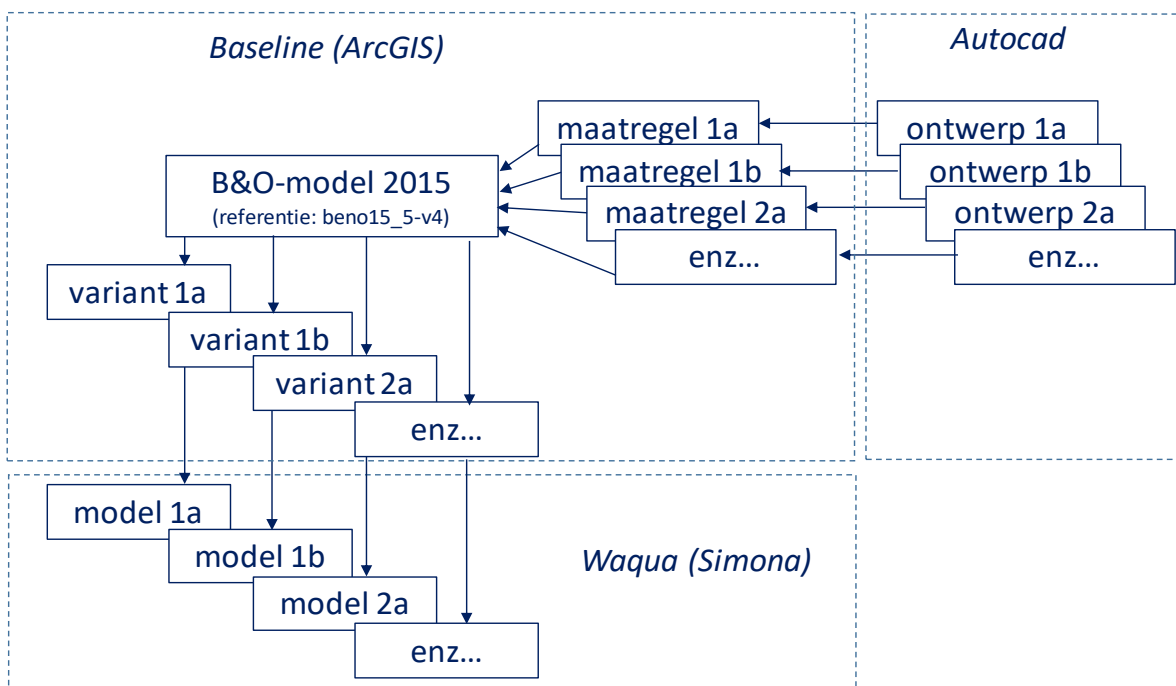 Baseline (ArcGIS)
Autocad
maatregel 1a
maatregel 1b
maatregel 2a
enz...
ontwerp 1a
ontwerp 1b
ontwerp 2a
enz...
B&O-model 2015
(referentie: beno15_5-v4)
variant 1a
variant 1b
variant 2a
enz...
model 1a
model 1b
model 2a
enz...
Waqua (Simona)